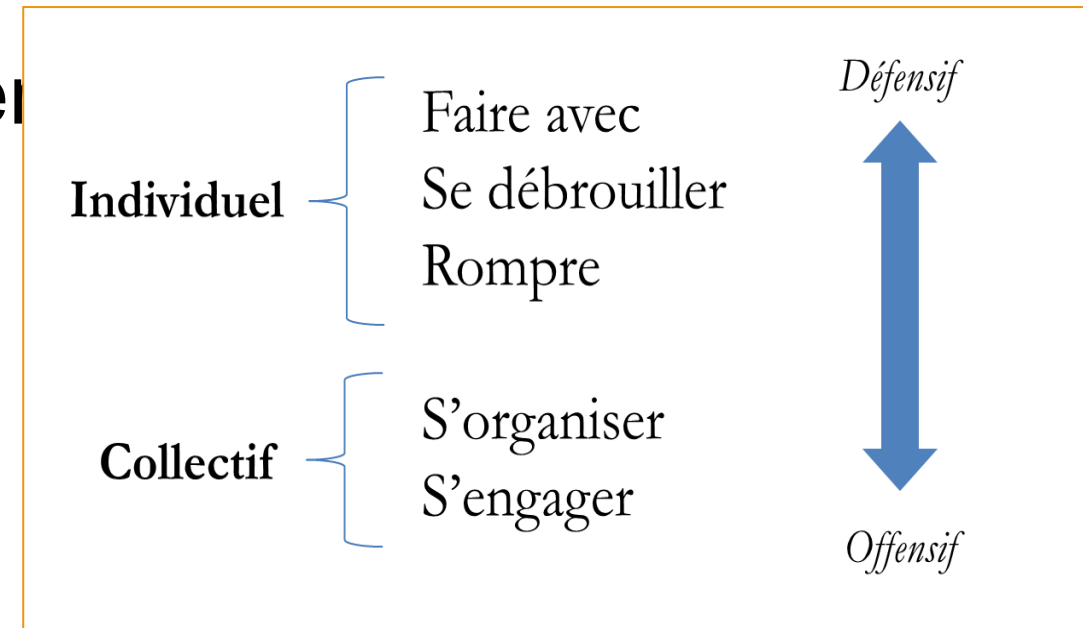 Défensif
Individuel
Faire avec
Se débrouiller
Rompre
Collectif
S’organiser
S’engager
Offensif